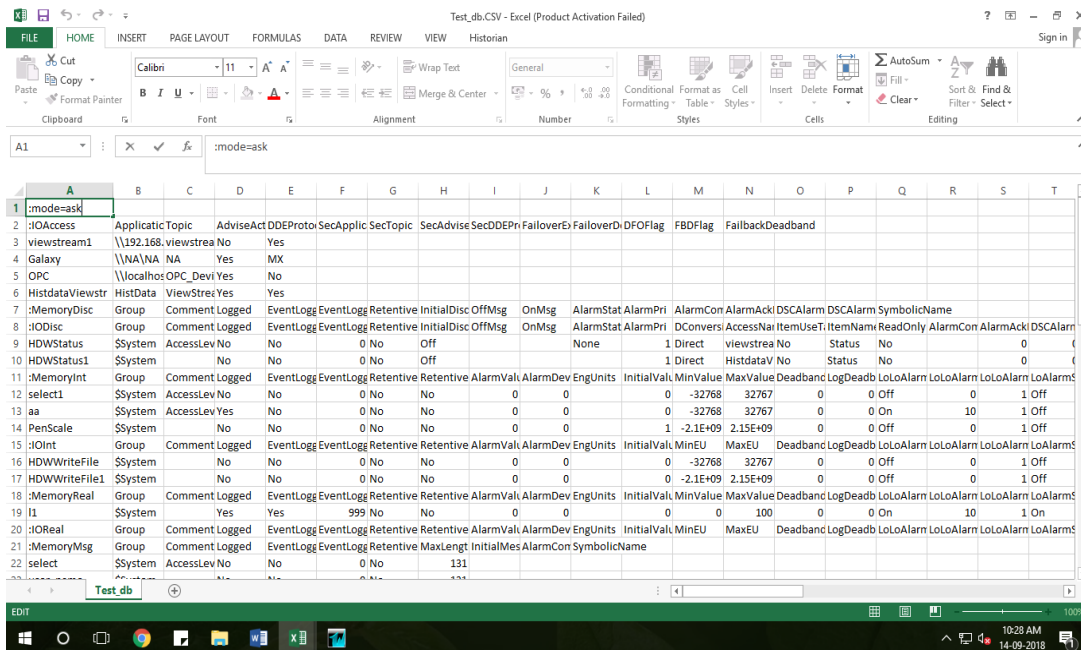 Test_db.CSV - Excel (Product Activation Failed)
FILE HOME INSERT PAGE LAYOUT FORMULAS DATA REVIEW VIEW Historian Sign in
Cut
Copy
Format Painter
Paste
Calibri 11
Wrap Text
Merge & Center
General
Conditional Formatting
Format as Table
Cell Styles
Insert Delete Format
AutoSum
Fill
Clear
Sort & Filter
Find & Select
Clipboard Font Alignment Number Styles Cells Editing
A1 :mode=ask
A B C D E F G H I J K L M N O P Q R S T
1 :mode=ask
2 :IOAccess Applicatic Topic AdviseAct DDEProto SecApplic SecTopic SecAdvise SecDDEPr FailoverEx FailoverD DFOFlag FBDFlag FailbackDeadband
3 viewstream1 \\192.168. viewstrea No Yes
4 Galaxy \\NA\NA NA Yes MX
5 OPC \\localhos OPC_Devi Yes No
6 HistdataViewstr HistData ViewStrea Yes Yes
7 :MemoryDisc Group Comment Logged EventLogg EventLogg Retentive InitialDisc OffMsg OnMsg AlarmStat AlarmPri AlarmCom AlarmAckI DSCAlarm DSCAlarm SymbolicName
8 :IODisc Group Comment Logged EventLogg EventLogg Retentive InitialDisc OffMsg OnMsg AlarmStat AlarmPri DConversi AccessNar ItemUseTa ItemName ReadOnly AlarmCom AlarmAckI DSCAlarm
9 HDWStatus $System AccessLev No No 0 No Off None 1 Direct viewstrea No Status No 0 0
10 HDWStatus1 $System No No 0 No Off 1 Direct HistdataV No Status No 0 0
11 :MemoryInt Group Comment Logged EventLogg EventLogg Retentive Retentive AlarmValu AlarmDev EngUnits InitialValu MinValue MaxValue Deadband LogDeadb LoLoAlarm LoLoAlarm LoLoAlarm LoAlarmS
12 select1 $System AccessLev No No 0 No No 0 0 0 -32768 32767 0 0 Off 0 1 Off
13 aa $System AccessLev Yes No 0 No No 0 0 0 -32768 32767 0 0 On 10 1 Off
14 PenScale $System No No 0 No No 0 0 1 -2.1E+09 2.15E+09 0 0 Off 0 1 Off
15 :IOInt Group Comment Logged EventLogg EventLogg Retentive Retentive AlarmValu AlarmDev EngUnits InitialValu MinEU MaxEU Deadband LogDeadb LoLoAlarm LoLoAlarm LoLoAlarm LoAlarmS
16 HDWWriteFile $System No No 0 No No 0 0 0 -32768 32767 0 0 Off 0 1 Off
17 HDWWriteFile1 $System No No 0 No No 0 0 0 -2.1E+09 2.15E+09 0 0 Off 0 1 Off
18 :MemoryReal Group Comment Logged EventLogg EventLogg Retentive Retentive AlarmValu AlarmDev EngUnits InitialValu MinValue MaxValue Deadband LogDeadb LoLoAlarm LoLoAlarm LoLoAlarm LoAlarmS
19 l1 $System Yes Yes 999 No No 0 0 0 0 100 0 0 On 10 1 On
20 :IOReal Group Comment Logged EventLogg EventLogg Retentive Retentive AlarmValu AlarmDev EngUnits InitialValu MinEU MaxEU Deadband LogDeadb LoLoAlarm LoLoAlarm LoLoAlarm LoAlarmS
21 :MemoryMsg Group Comment Logged EventLogg EventLogg Retentive MaxLengt InitialMes AlarmCom SymbolicName
22 select $System AccessLev No No 0 No 131
Test_db
EDIT 100%
10:28 AM
14-09-2018